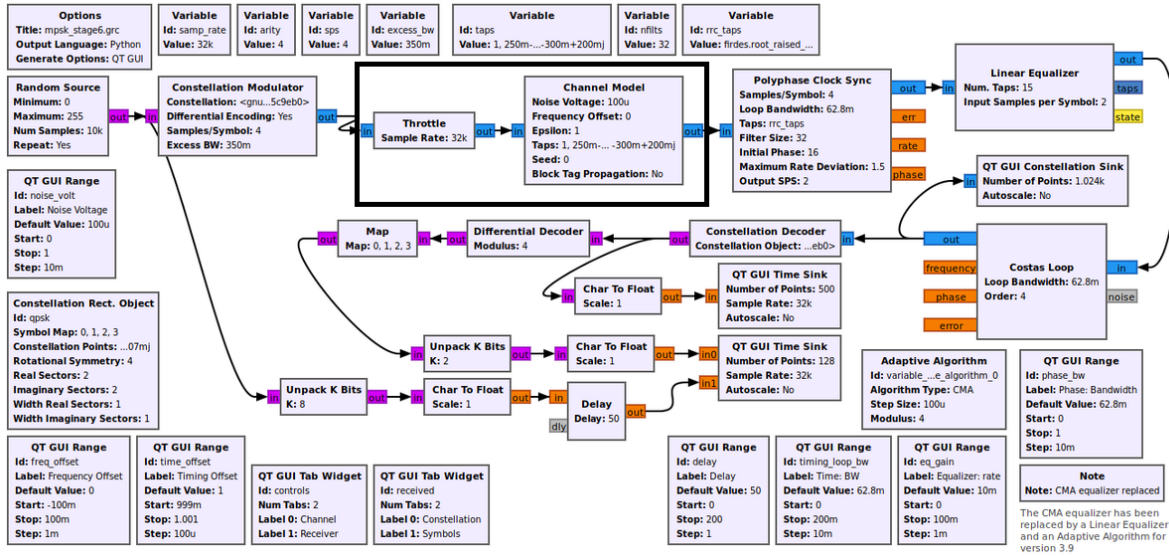 Options
Title: mpsk_stage6.grc
Output Language: Python
Generate Options: QT GUI
Variable
Id: samp_rate
Value: 32k
Variable
Id: arity
Value: 4
Variable
Id: sps
Value: 4
Variable
Id: excess_bw
Value: 350m
Variable
Id: taps
Value: 1, 250m-...-300m+200mj
Variable
Id: nfilts
Value: 32
Variable
Id: rrc_taps
Value: firdes.root_raised_...
Random Source
Minimum: 0
Maximum: 255
Num Samples: 10k
Repeat: Yes
out
in
Constellation Modulator
Constellation: <gnu...5c9eb0>
Differential Encoding: Yes
Samples/Symbol: 4
Excess BW: 350m
out
in
Throttle
Sample Rate: 32k
out
in
Channel Model
Noise Voltage: 100u
Frequency Offset: 0
Epsilon: 1
Taps: 1, 250m-... -300m+200mj
Seed: 0
Block Tag Propagation: No
out
in
Polyphase Clock Sync
Samples/Symbol: 4
Loop Bandwidth: 62.8m
Taps: rrc_taps
Filter Size: 32
Initial Phase: 16
Maximum Rate Deviation: 1.5
Output SPS: 2
out
err
rate
phase
in
Linear Equalizer
Num. Taps: 15
Input Samples per Symbol: 2
out
taps
state
QT GUI Range
Id: noise_volt
Label: Noise Voltage
Default Value: 100u
Start: 0
Stop: 1
Step: 10m
out
Map
Map: 0, 1, 2, 3
in
out
Differential Decoder
Modulus: 4
in
out
Constellation Decoder
Constellation Object: ...eb0>
in
in
QT GUI Constellation Sink
Number of Points: 1.024k
Autoscale: No
out
frequency
phase
error
Costas Loop
Loop Bandwidth: 62.8m
Order: 4
in
noise
in
Char To Float
Scale: 1
out
in
QT GUI Time Sink
Number of Points: 500
Sample Rate: 32k
Autoscale: No
Constellation Rect. Object
Id: qpsk
Symbol Map: 0, 1, 2, 3
Constellation Points: ...07mj
Rotational Symmetry: 4
Real Sectors: 2
Imaginary Sectors: 2
Width Real Sectors: 1
Width Imaginary Sectors: 1
in
Unpack K Bits
K: 2
out
in
Char To Float
Scale: 1
out
in0
in1
QT GUI Time Sink
Number of Points: 128
Sample Rate: 32k
Autoscale: No
in
Unpack K Bits
K: 8
out
in
Char To Float
Scale: 1
out
in
dly
Delay
Delay: 50
out
Adaptive Algorithm
Id: variable_...e_algorithm_0
Algorithm Type: CMA
Step Size: 100u
Modulus: 4
QT GUI Range
Id: phase_bw
Label: Phase: Bandwidth
Default Value: 62.8m
Start: 0
Stop: 1
Step: 10m
QT GUI Range
Id: freq_offset
Label: Frequency Offset
Default Value: 0
Start: -100m
Stop: 100m
Step: 1m
QT GUI Range
Id: time_offset
Label: Timing Offset
Default Value: 1
Start: 999m
Stop: 1.001
Step: 100u
QT GUI Tab Widget
Id: controls
Num Tabs: 2
Label 0: Channel
Label 1: Receiver
QT GUI Tab Widget
Id: received
Num Tabs: 2
Label 0: Constellation
Label 1: Symbols
QT GUI Range
Id: delay
Label: Delay
Default Value: 50
Start: 0
Stop: 200
Step: 1
QT GUI Range
Id: timing_loop_bw
Label: Time: BW
Default Value: 62.8m
Start: 0
Stop: 200m
Step: 10m
QT GUI Range
Id: eq_gain
Label: Equalizer: rate
Default Value: 10m
Start: 0
Stop: 100m
Step: 1m
Note
Note: CMA equalizer replaced
The CMA equalizer has been
replaced by a Linear Equalizer
and an Adaptive Algorithm for
version 3.9